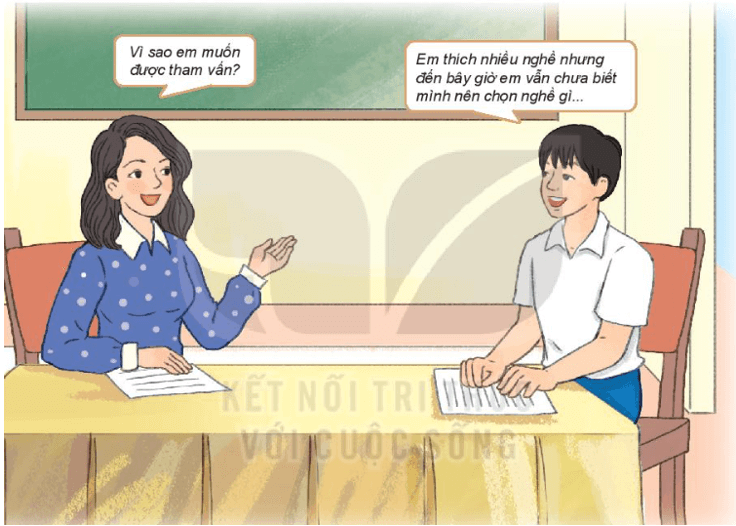 Vì sao em muốn
được tham vấn?
Em thích nhiều nghề nhưng
đến bây giờ em vẫn chưa biết
mình nên chọn nghề gì...
KẾT NỐI TRI THỨC
VỚI CUỘC SỐNG